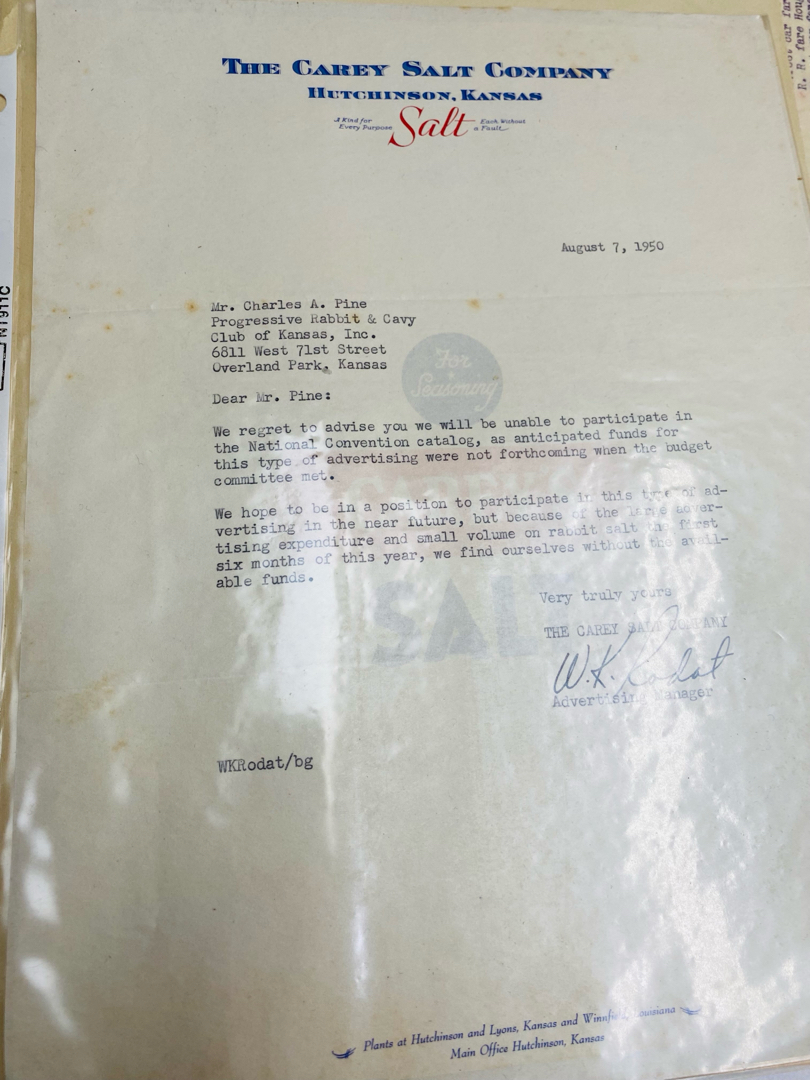 THE CAREY SALT COMPANY
HUTCHINSON, KANSAS
A Kind for
Every Purpose
Salt
Each Without
a Fault
August 7, 1950
Mr. Charles A. Pine
Progressive Rabbit & Cavy
Club of Kansas, Inc.
6811 West 71st Street
Overland Park, Kansas
Dear Mr. Pine:
We regret to advise you we will be unable to participate in
the National Convention catalog, as anticipated funds for
this type of advertising were not forthcoming when the budget
committee met.
We hope to be in a position to participate in this type of ad-
vertising in the near future, but because of the large adver-
tising expenditure and small volume on rabbit salt the first
six months of this year, we find ourselves without the avail-
able funds.
Very truly yours
THE CAREY SALT COMPANY
W.K. Rodat
Advertising Manager
WKRodat/bg
For
Seasoning
SAL
Plants at Hutchinson and Lyons, Kansas and Winnfield, Louisiana
Main Office Hutchinson, Kansas
NT911C
R. R. fare